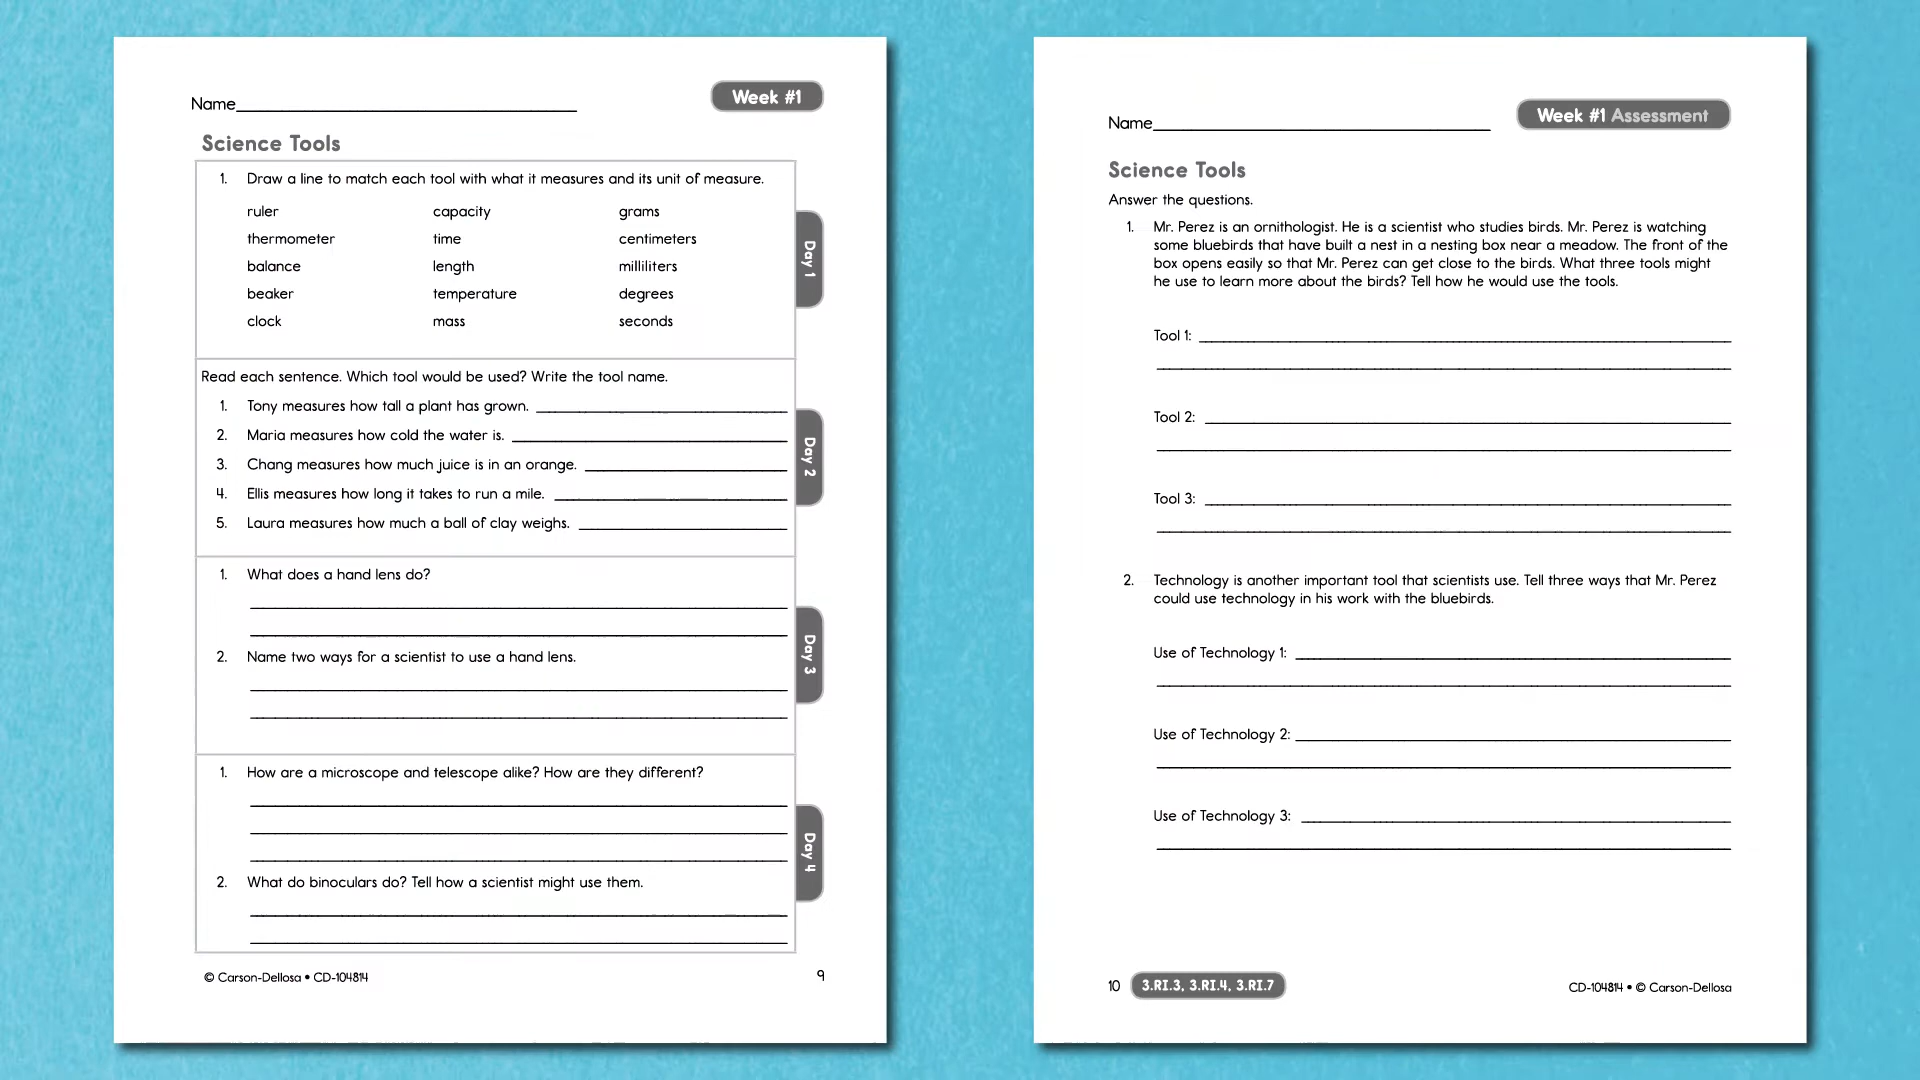 Name
Week #1
Science Tools
1. Draw a line to match each tool with what it measures and its unit of measure.
ruler capacity grams
thermometer time centimeters
balance length milliliters
beaker temperature degrees
clock mass seconds
Day 1
Read each sentence. Which tool would be used? Write the tool name.
1. Tony measures how tall a plant has grown.
2. Maria measures how cold the water is.
3. Chang measures how much juice is in an orange.
4. Ellis measures how long it takes to run a mile.
5. Laura measures how much a ball of clay weighs.
Day 2
1. What does a hand lens do?
2. Name two ways for a scientist to use a hand lens.
Day 3
1. How are a microscope and telescope alike? How are they different?
2. What do binoculars do? Tell how a scientist might use them.
Day 4
© Carson-Dellosa • CD-104814
9
Name
Week #1 Assessment
Science Tools
Answer the questions.
1. Mr. Perez is an ornithologist. He is a scientist who studies birds. Mr. Perez is watching
some bluebirds that have built a nest in a nesting box near a meadow. The front of the
box opens easily so that Mr. Perez can get close to the birds. What three tools might
he use to learn more about the birds? Tell how he would use the tools.
Tool 1:
Tool 2:
Tool 3:
2. Technology is another important tool that scientists use. Tell three ways that Mr. Perez
could use technology in his work with the bluebirds.
Use of Technology 1:
Use of Technology 2:
Use of Technology 3:
10 3.RI.3, 3.RI.4, 3.RI.7
CD-104814 • © Carson-Dellosa